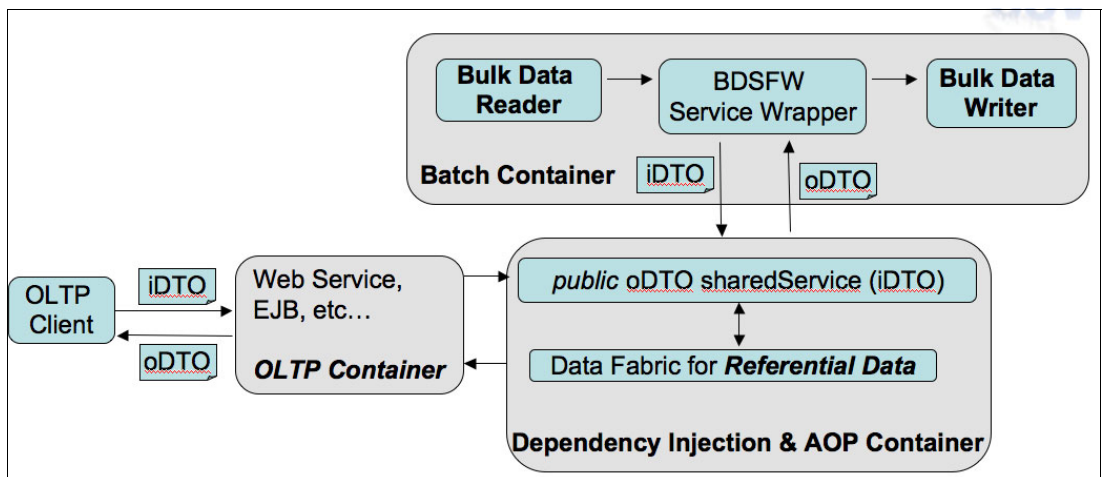 Bulk Data
Reader
BDSFW
Service Wrapper
Bulk Data
Writer
Batch Container
iDTO
oDTO
OLTP
Client
iDTO
oDTO
Web Service,
EJB, etc…
OLTP Container
public oDTO sharedService (iDTO)
Data Fabric for Referential Data
Dependency Injection & AOP Container